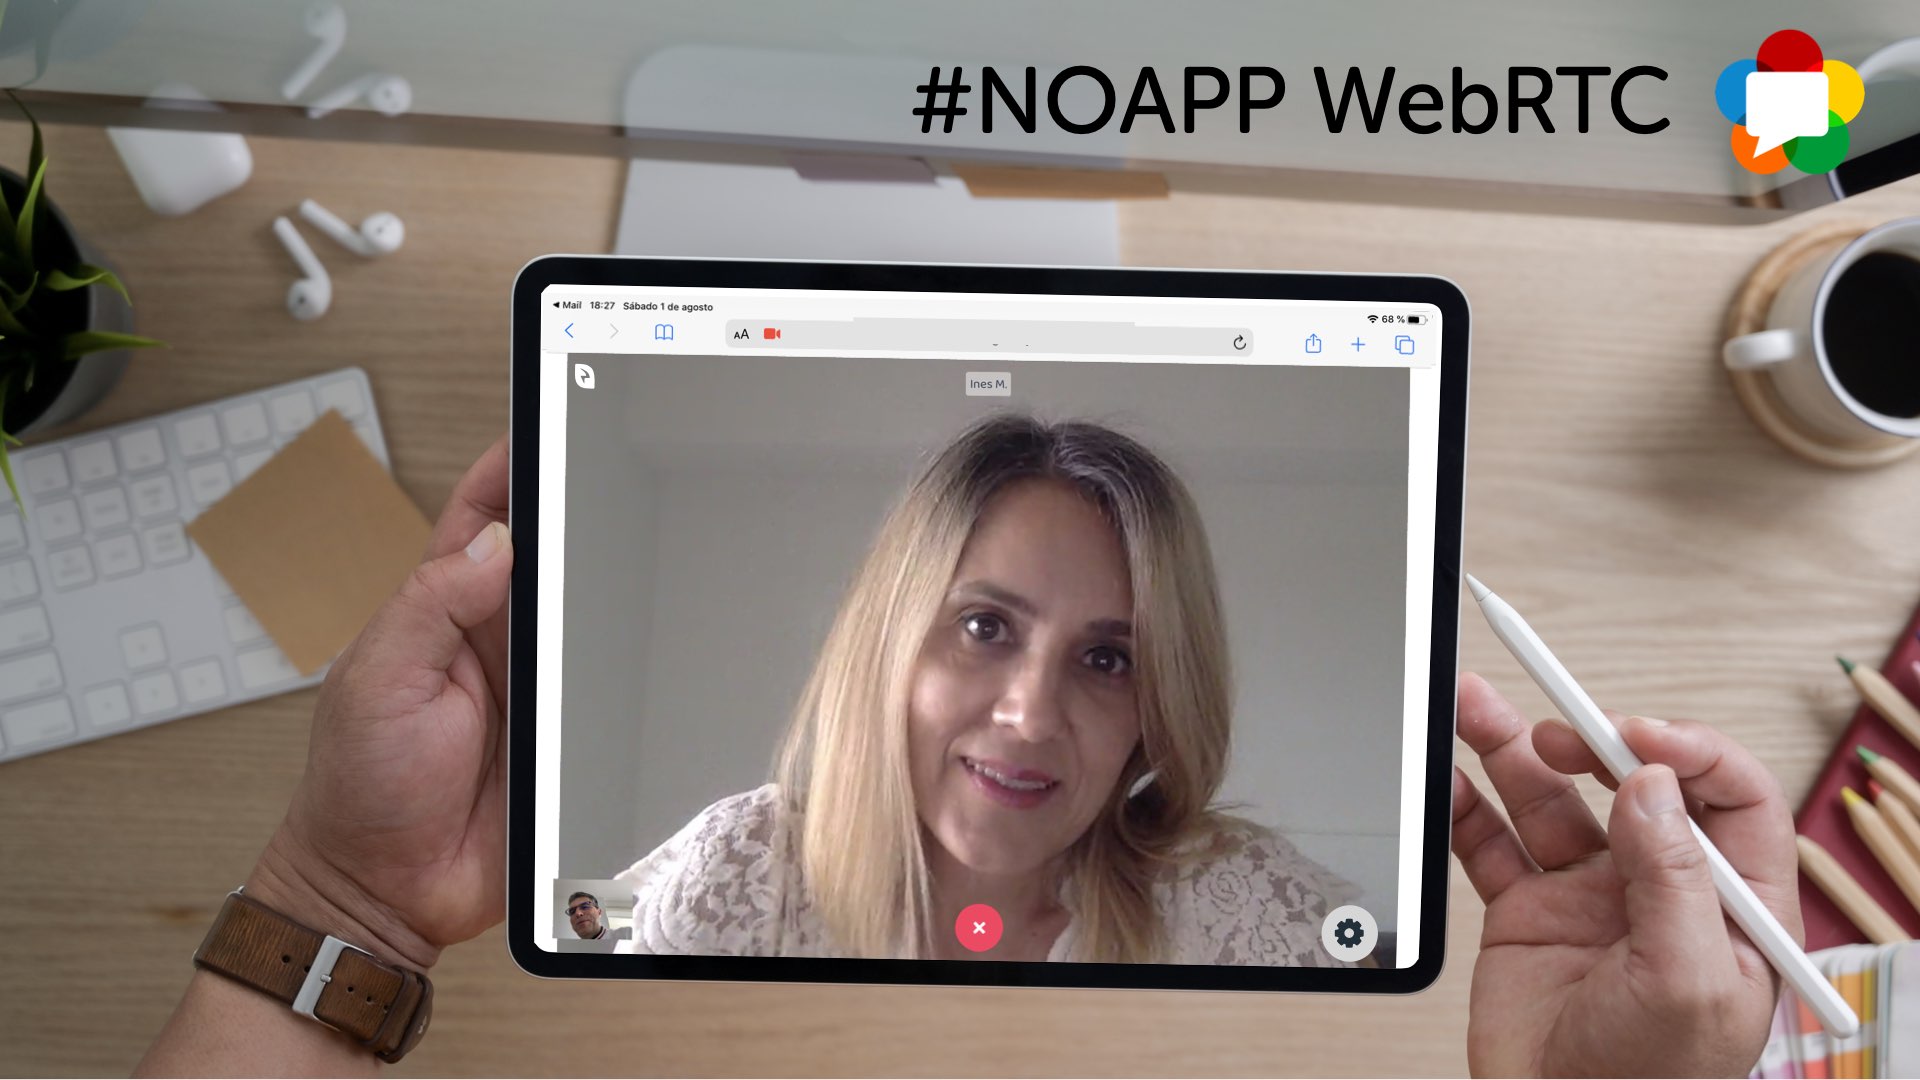 #NOAPP WebRTC
Mail 18:27 Sábado 1 de agosto
68 %
AA
Ines M.